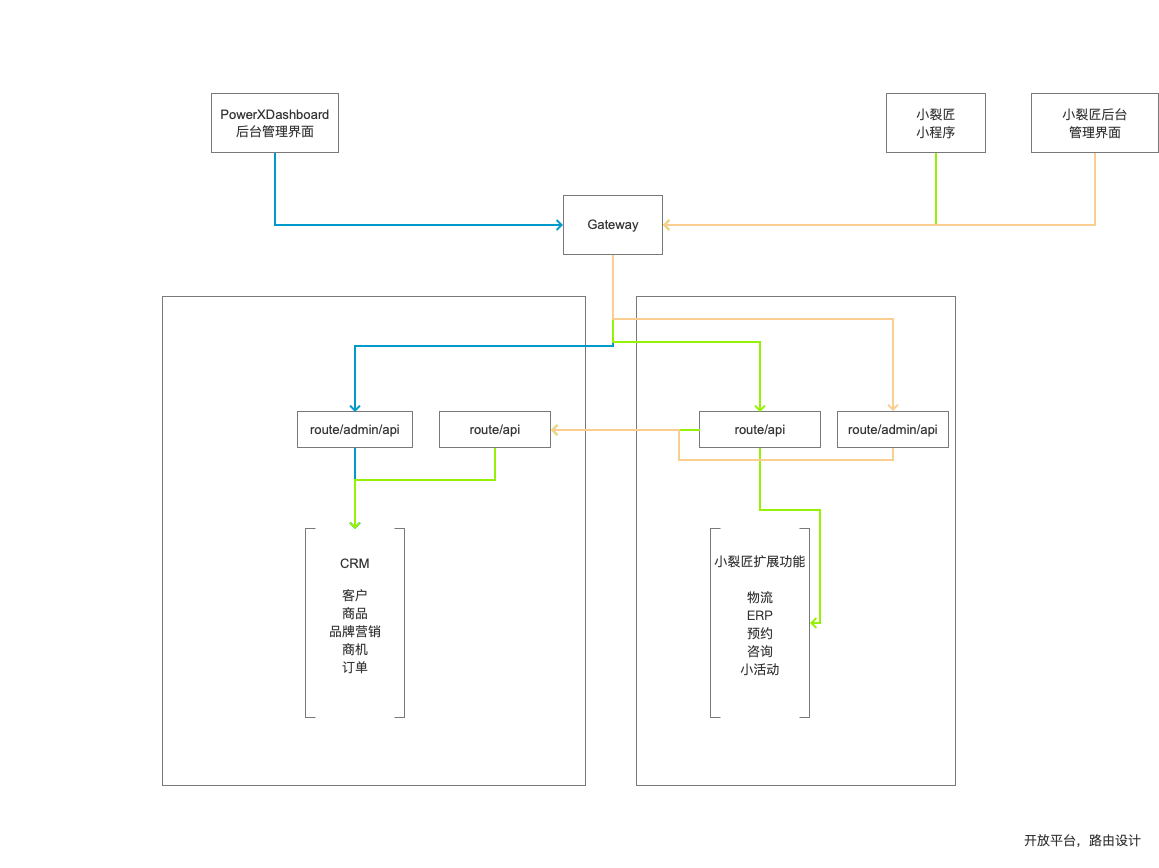 PowerXDashboard
后台管理界面
小裂匠
小程序
小裂匠后台
管理界面
Gateway
route/admin/api
route/api
route/api
route/admin/api
CRM
客户
商品
品牌营销
商机
订单
小裂匠扩展功能
物流
ERP
预约
咨询
小活动
开放平台，路由设计